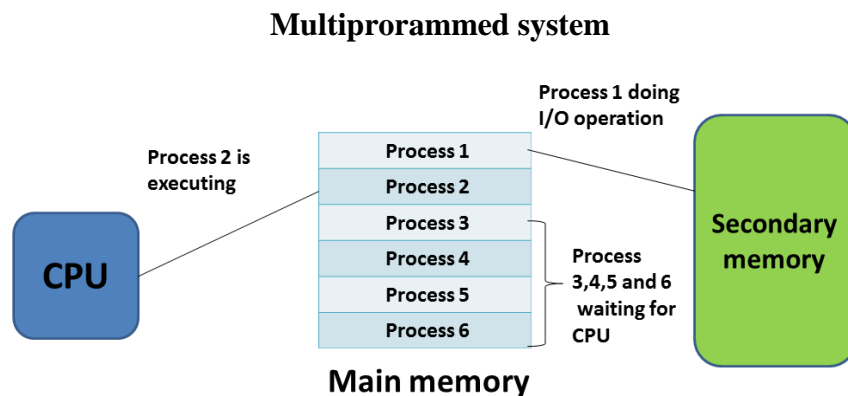 Multiprorammed system
Process 1 doing
I/O operation
Process 2 is
executing
Process 1
Process 2
Process 3
Process 4
Process 5
Process 6
CPU
Secondary
memory
Process
3,4,5 and 6
waiting for
CPU
Main memory